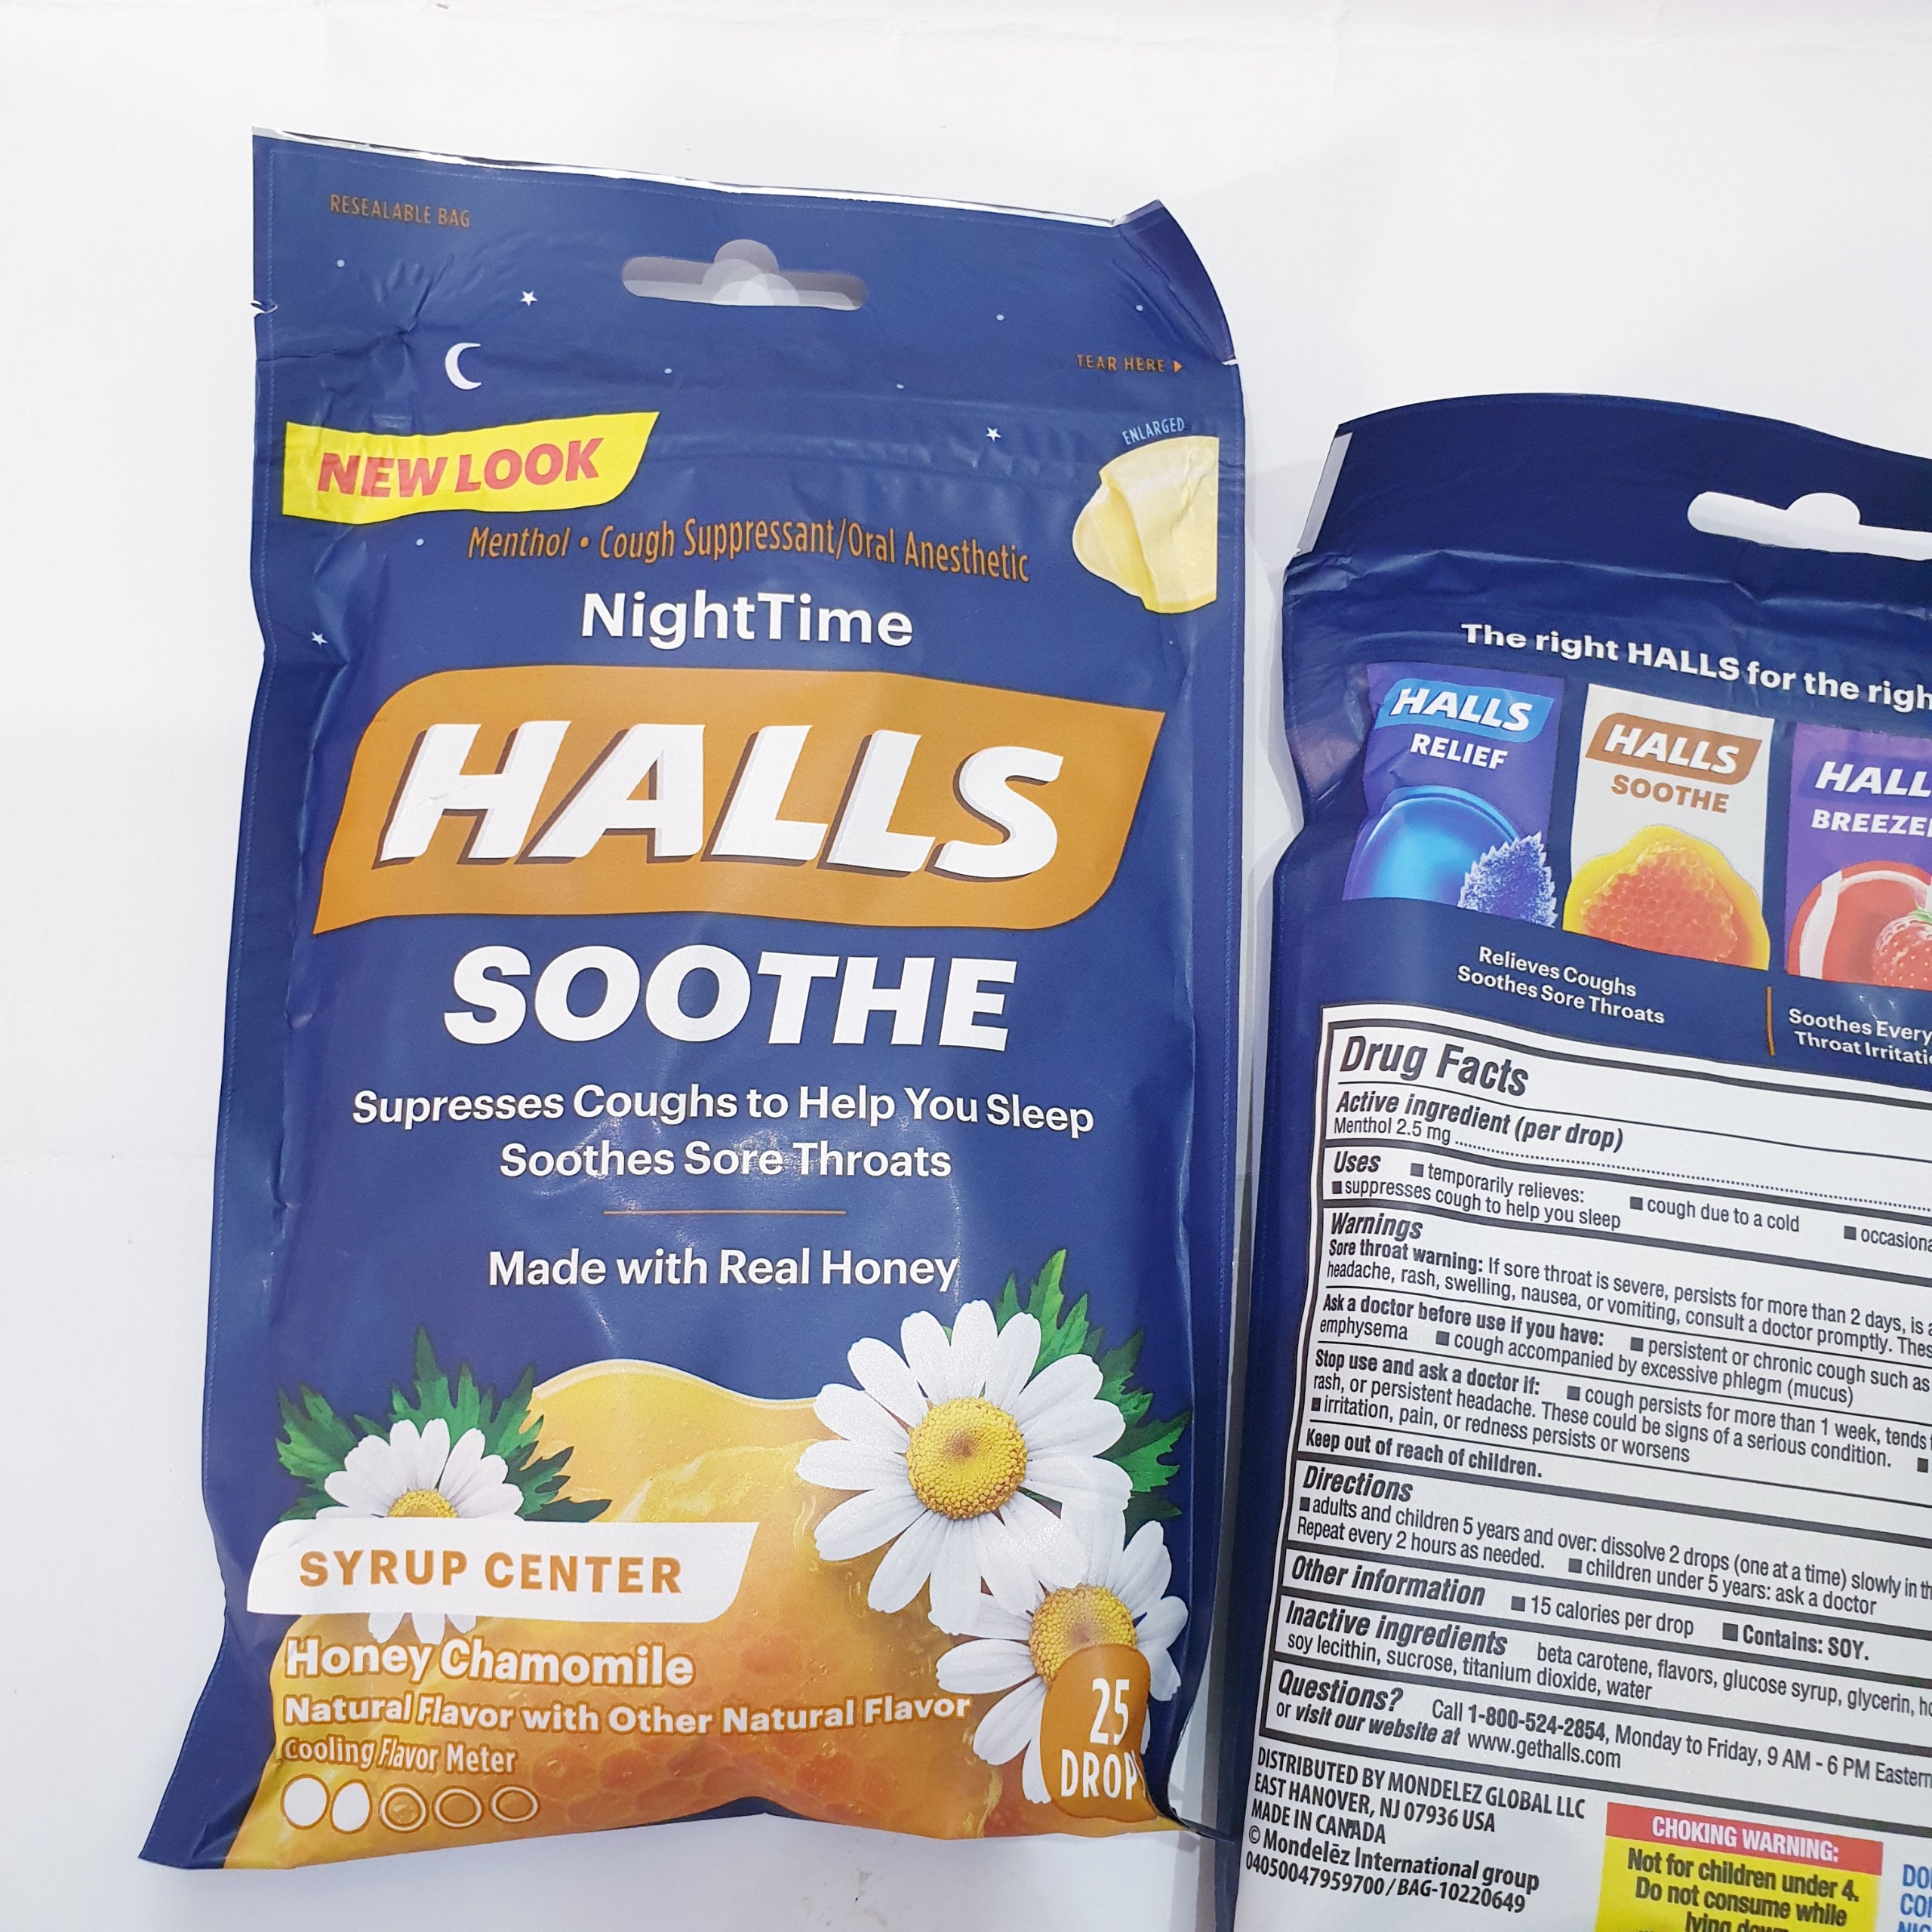 RESEALABLE BAG
TEAR HERE
NEW LOOK
ENLARGED
Menthol • Cough Suppressant/Oral Anesthetic
NightTime
HALLS
SOOTHE
Supresses Coughs to Help You Sleep
Soothes Sore Throats
Made with Real Honey
SYRUP CENTER
Honey Chamomile
Natural Flavor with Other Natural Flavor
Cooling Flavor Meter
25
DROP
The right HALLS for the
HALLS
RELIEF
HALLS
SOOTHE
Relieves Coughs
Soothes Sore Throats
Soothes Every
Throat
Drug Facts
Active ingredient (per drop)
Menthol 2.5 mg
Uses ■ temporarily relieves: ■ cough due to a cold ■
■ suppresses cough to help you sleep
Warnings
Sore throat warning: If sore throat is severe, persists for more than 2 days, is
headache, rash, swelling, nausea, or vomiting, consult a doctor promptly.
Ask a doctor before use if you have: ■ persistent or chronic cough such as
emphysema ■ cough accompanied by excessive phlegm (mucus)
Stop use and ask a doctor if: ■ cough persists for more than 1 week, tends
rash, or persistent headache. These could be signs of a serious condition. ■
■ irritation, pain, or redness persists or worsens
Keep out of reach of children.
Directions
■ adults and children 5 years and over: dissolve 2 drops (one at a time) slowly in
Repeat every 2 hours as needed. ■ children under 5 years: ask a doctor
Other information ■ 15 calories per drop ■ Contains: SOY.
Inactive ingredients beta carotene, flavors, glucose syrup, glycerin,
soy lecithin, sucrose, titanium dioxide, water
Questions? Call 1-800-524-2854, Monday to Friday, 9 AM - 6 PM Eastern
or visit our website at www.gethalls.com
DISTRIBUTED BY MONDELEZ GLOBAL LLC
EAST HANOVER, NJ 07936 USA
MADE IN CANADA
© Mondelēz International group
04050047959700 / BAG-10220649
CHOKING WARNING:
Not for children under 4.
Do not consume while
lying down